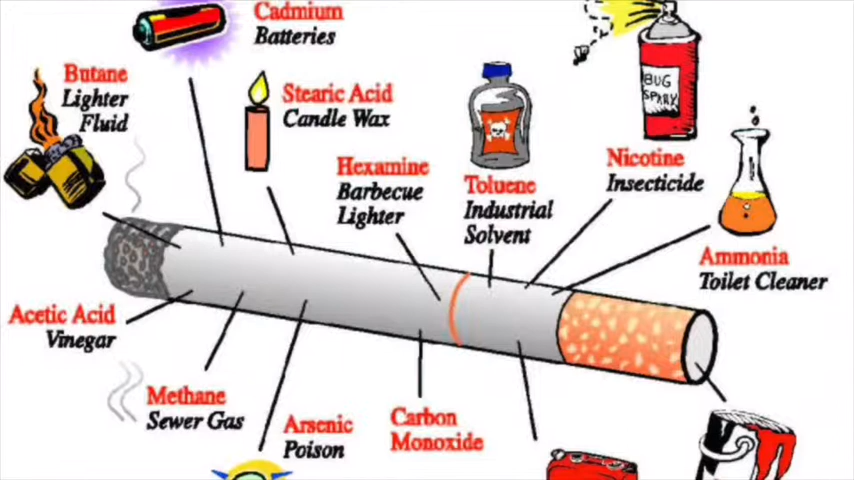 Cadmium
Batteries
Butane
Lighter
Fluid
Stearic Acid
Candle Wax
Hexamine
Barbecue
Lighter
Toluene
Industrial
Solvent
BUG
SPRAY
Nicotine
Insecticide
Ammonia
Toilet Cleaner
Acetic Acid
Vinegar
Methane
Sewer Gas
Arsenic
Poison
Carbon
Monoxide